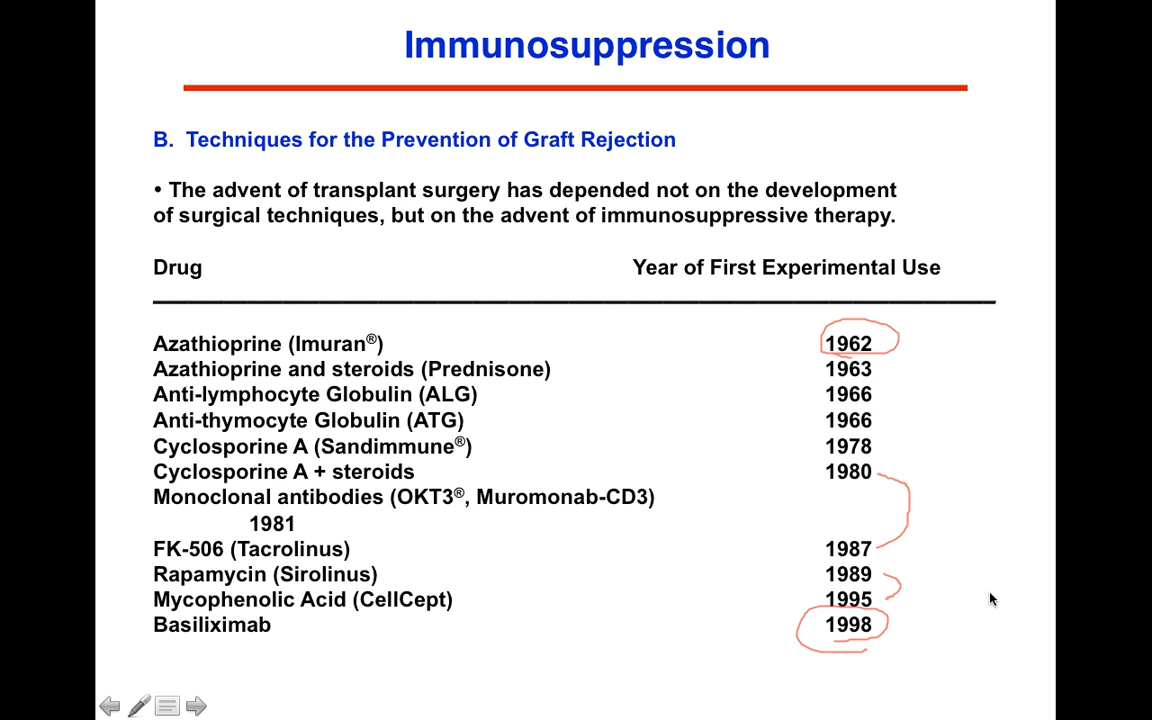 Immunosuppression
B. Techniques for the Prevention of Graft Rejection
• The advent of transplant surgery has depended not on the development
of surgical techniques, but on the advent of immunosuppressive therapy.
Drug Year of First Experimental Use
Azathioprine (Imuran®) 1962
Azathioprine and steroids (Prednisone) 1963
Anti-lymphocyte Globulin (ALG) 1966
Anti-thymocyte Globulin (ATG) 1966
Cyclosporine A (Sandimmune®) 1978
Cyclosporine A + steroids 1980
Monoclonal antibodies (OKT3®, Muromonab-CD3)
1981
FK-506 (Tacrolinus) 1987
Rapamycin (Sirolinus) 1989
Mycophenolic Acid (CellCept) 1995
Basiliximab 1998